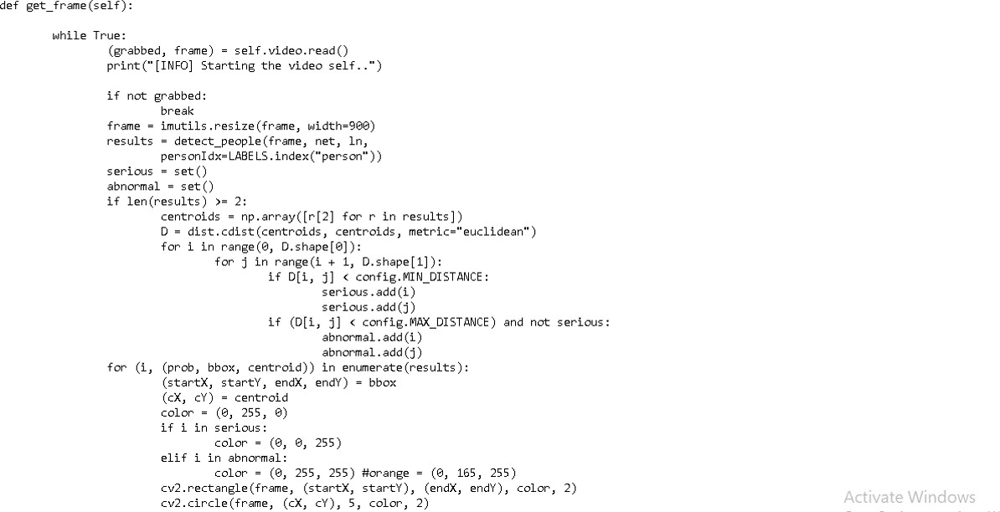 def get_frame(self):
while True:
(grabbed, frame) = self.video.read()
print("[INFO] Starting the video self..")
if not grabbed:
break
frame = imutils.resize(frame, width=900)
results = detect_people(frame, net, ln,
personIdx=LABELS.index("person"))
serious = set()
abnormal = set()
if len(results) >= 2:
centroids = np.array([r[2] for r in results])
D = dist.cdist(centroids, centroids, metric="euclidean")
for i in range(0, D.shape[0]):
for j in range(i + 1, D.shape[1]):
if D[i, j] < config.MIN_DISTANCE:
serious.add(i)
serious.add(j)
if (D[i, j] < config.MAX_DISTANCE) and not serious:
abnormal.add(i)
abnormal.add(j)
for (i, (prob, bbox, centroid)) in enumerate(results):
(startX, startY, endX, endY) = bbox
(cX, cY) = centroid
color = (0, 255, 0)
if i in serious:
color = (0, 0, 255)
elif i in abnormal:
color = (0, 255, 255) #orange = (0, 165, 255)
cv2.rectangle(frame, (startX, startY), (endX, endY), color, 2)
cv2.circle(frame, (cX, cY), 5, color, 2)
Activate Windows